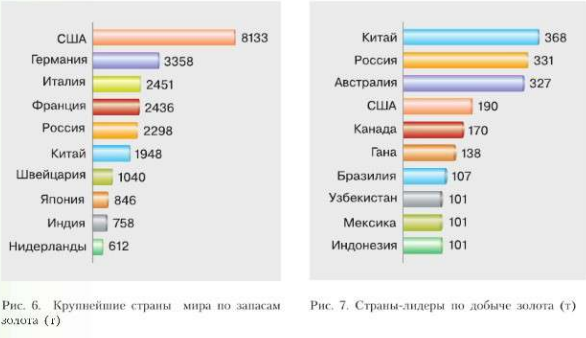 США 8133
Германия 3358
Италия 2451
Франция 2436
Россия 2298
Китай 1948
Швейцария 1040
Япония 846
Индия 758
Нидерланды 612
Рис. 6. Крупнейшие страны мира по запасам
золота (т)
Китай 368
Россия 331
Австралия 327
США 190
Канада 170
Гана 138
Бразилия 107
Узбекистан 101
Мексика 101
Индонезия 101
Рис. 7. Страны-лидеры по добыче золота (т)